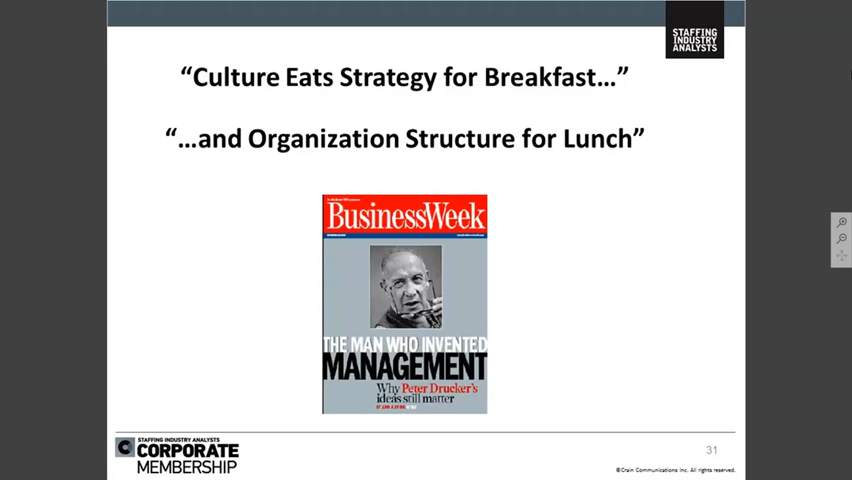 STAFFING
INDUSTRY
ANALYSTS
“Culture Eats Strategy for Breakfast…”
“…and Organization Structure for Lunch”
BusinessWeek
THE MAN WHO INVENTED
MANAGEMENT
Why Peter Drucker's
ideas still matter
STAFFING INDUSTRY ANALYSTS
C CORPORATE
MEMBERSHIP
31
©Crain Communications Inc. All rights reserved.